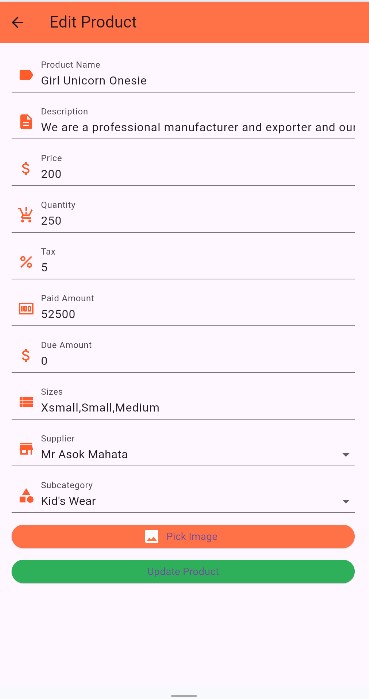 Edit Product
Product Name
Girl Unicorn Onesie
Description
We are a professional manufacturer and exporter and our
Price
200
Quantity
250
Tax
5
Paid Amount
52500
Due Amount
0
Sizes
Xsmall,Small,Medium
Supplier
Mr Asok Mahata
Subcategory
Kid's Wear
Pick Image
Update Product